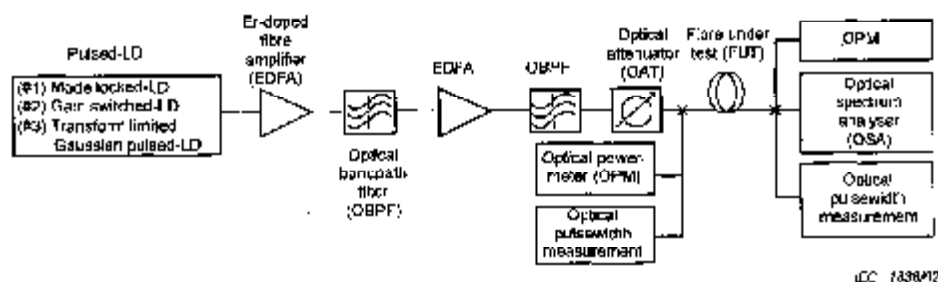 Pulsed-LD
(#1) Mode locked-LD
(#2) Gain switched-LD
(#3) Transform limited
Gaussian pulsed-LD
Er-doped
fibre
amplifier
(EDFA)
Optical
bandpath
filter
(OBPF)
EDFA
OBPF
Optical
attenuator
(OAT)
Fibre under
test (FUT)
Optical power
meter (OPM)
Optical
pulsewidth
measurement
OPM
Optical
spectrum
analyser
(OSA)
Optical
pulsewidth
measurement
IEC